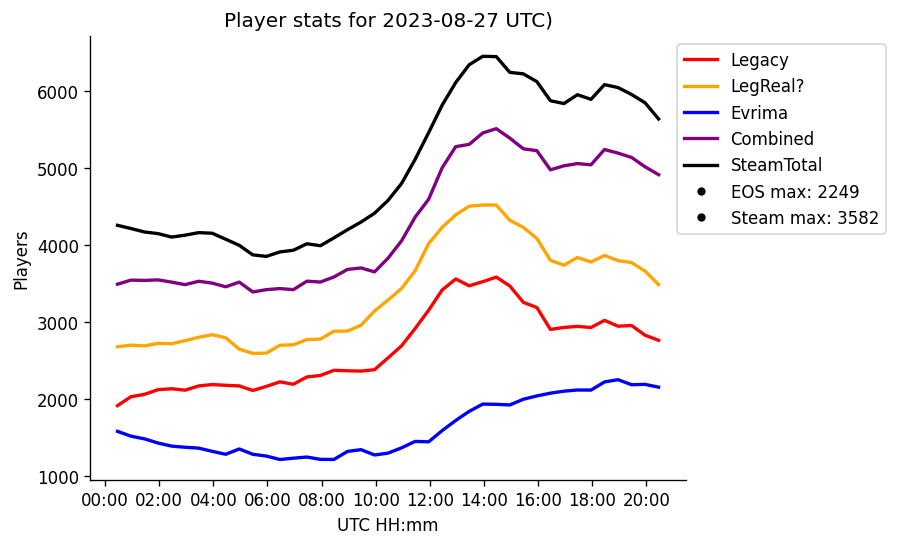 Player stats for 2023-08-27 UTC)
Players
6000
5000
4000
3000
2000
1000
00:00 02:00 04:00 06:00 08:00 10:00 12:00 14:00 16:00 18:00 20:00
UTC HH:mm
Legacy
LegReal?
Evrima
Combined
SteamTotal
EOS max: 2249
Steam max: 3582